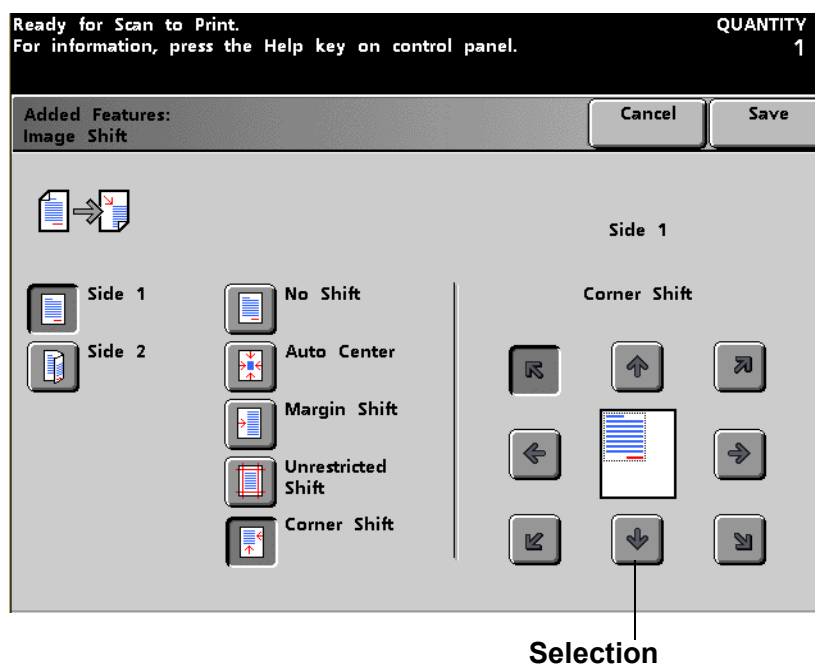 Ready for Scan to Print.
For information, press the Help key on control panel.
QUANTITY
1
Added Features:
Image Shift
Cancel
Save
Side 1
Side 2
No Shift
Auto Center
Margin Shift
Unrestricted
Shift
Corner Shift
Side 1
Corner Shift
Selection